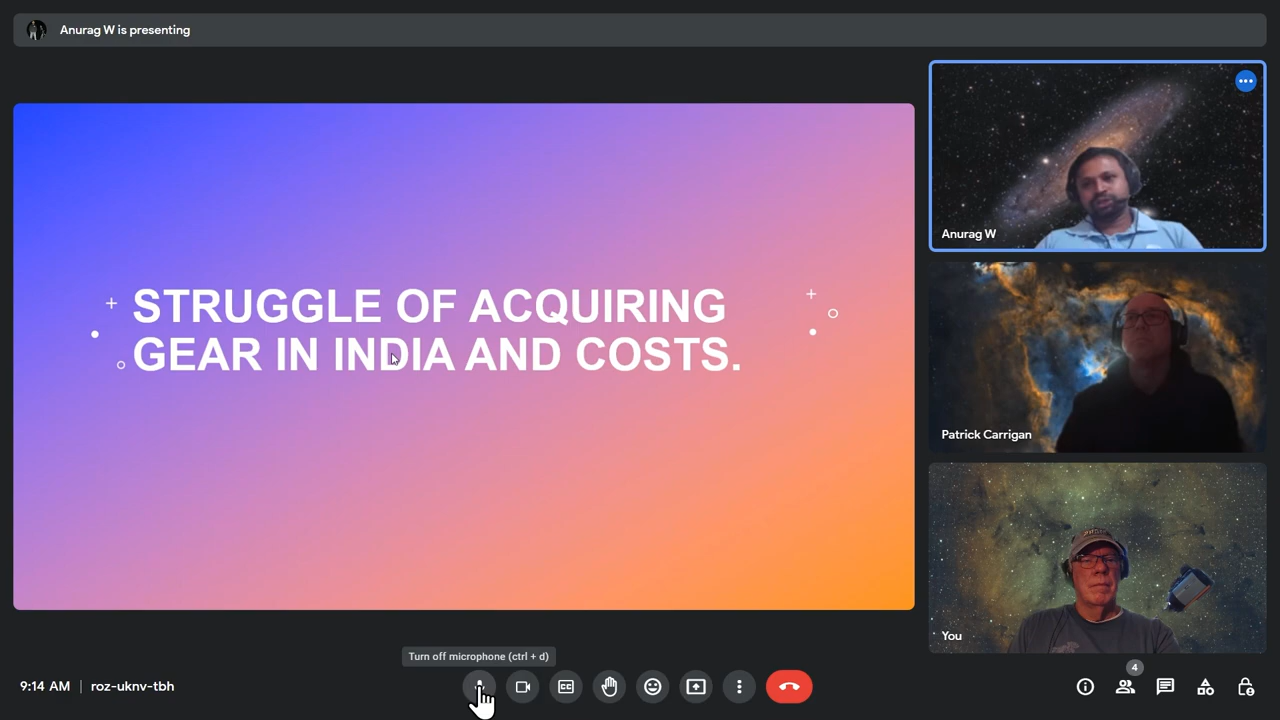 Anurag W is presenting
STRUGGLE OF ACQUIRING
GEAR IN INDIA AND COSTS.
Anurag W
Patrick Carrigan
You
Turn off microphone (ctrl + d)
9:14 AM | roz-uknv-tbh
CC
4